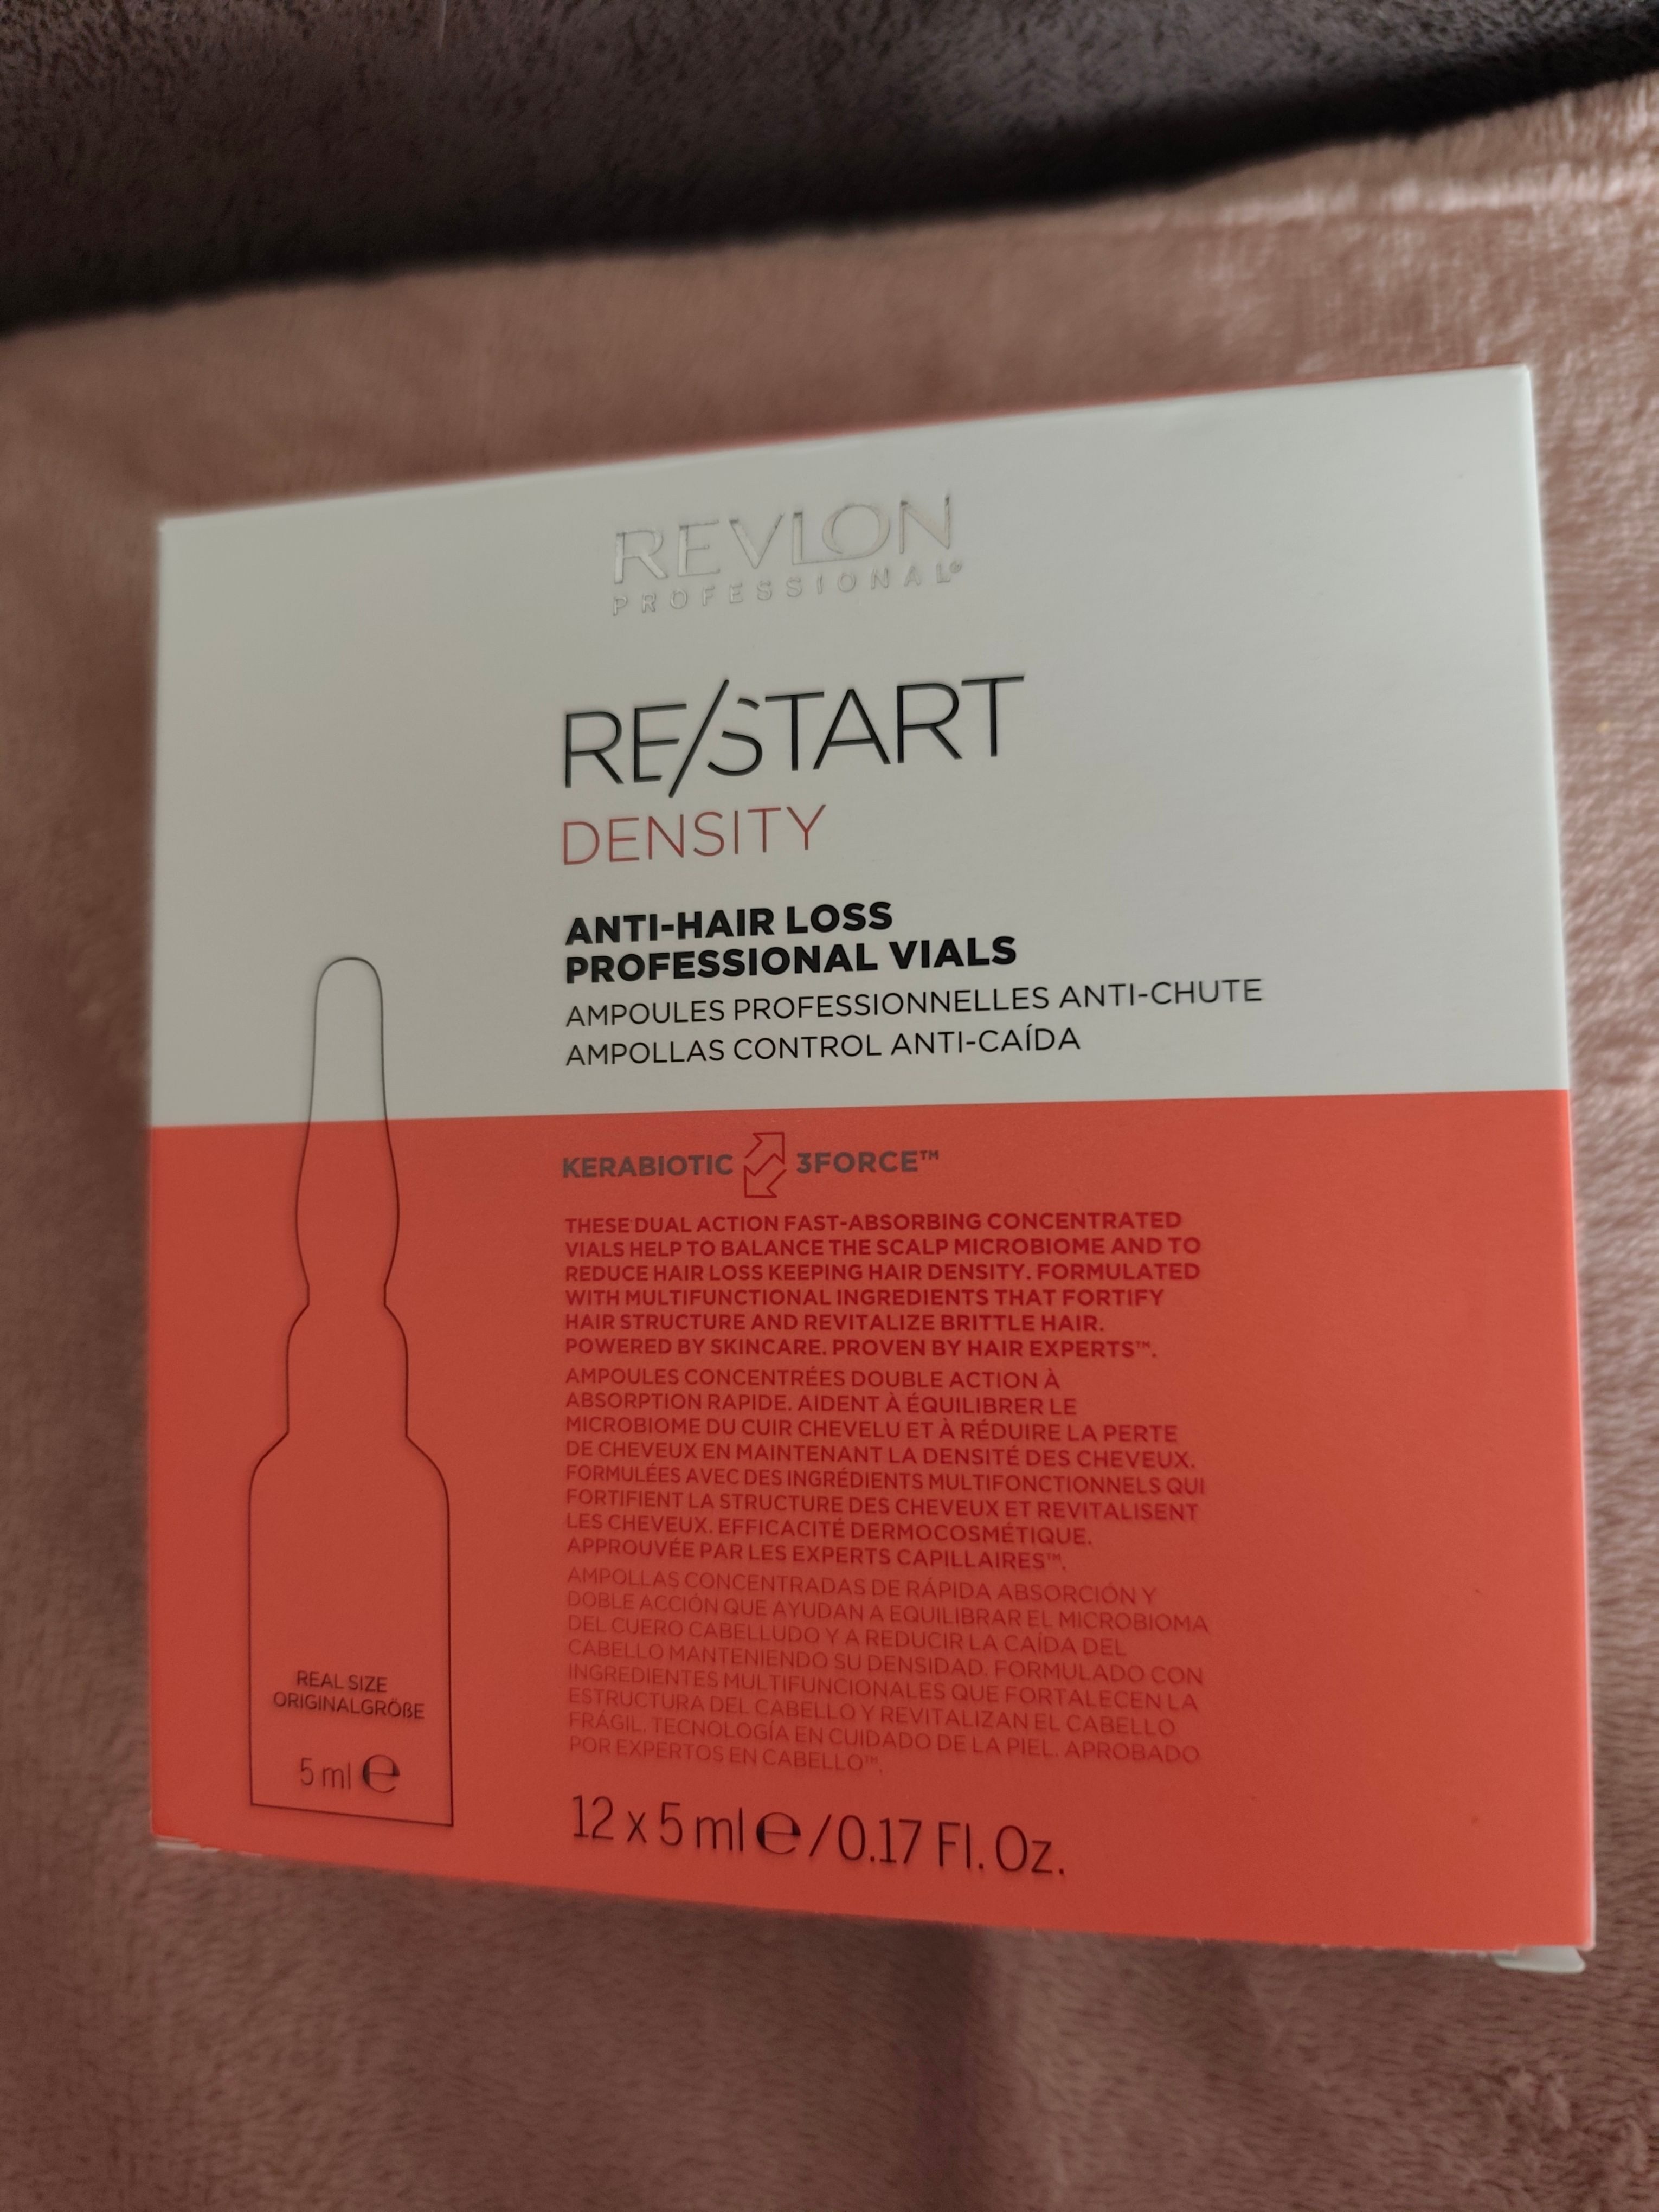 REVLON
PROFESSIONAL®
RE/START
DENSITY
ANTI-HAIR LOSS
PROFESSIONAL VIALS
AMPOULES PROFESSIONNELLES ANTI-CHUTE
AMPOLLAS CONTROL ANTI-CAÍDA
KERABIOTIC 3FORCE™
THESE DUAL ACTION FAST-ABSORBING CONCENTRATED
VIALS HELP TO BALANCE THE SCALP MICROBIOME AND TO
REDUCE HAIR LOSS KEEPING HAIR DENSITY. FORMULATED
WITH MULTIFUNCTIONAL INGREDIENTS THAT FORTIFY
HAIR STRUCTURE AND REVITALIZE BRITTLE HAIR.
POWERED BY SKINCARE. PROVEN BY HAIR EXPERTS™.
AMPOULES CONCENTRÉES DOUBLE ACTION À
ABSORPTION RAPIDE. AIDENT À ÉQUILIBRER LE
MICROBIOME DU CUIR CHEVELU ET À RÉDUIRE LA PERTE
DE CHEVEUX EN MAINTENANT LA DENSITÉ DES CHEVEUX.
FORMULÉES AVEC DES INGRÉDIENTS MULTIFONCTIONNELS QUI
FORTIFIENT LA STRUCTURE DES CHEVEUX ET REVITALISENT
LES CHEVEUX. EFFICACITÉ DERMOCOSMÉTIQUE.
APPROUVÉE PAR LES EXPERTS CAPILLAIRES™.
AMPOLLAS CONCENTRADAS DE RÁPIDA ABSORCIÓN Y
DOBLE ACCIÓN QUE AYUDAN A EQUILIBRAR EL MICROBIOMA
DEL CUERO CABELLUDO Y A REDUCIR LA CAÍDA DEL
CABELLO MANTENIENDO SU DENSIDAD. FORMULADO CON
INGREDIENTES MULTIFUNCIONALES QUE FORTALECEN LA
ESTRUCTURA DEL CABELLO Y REVITALIZAN EL CABELLO
FRÁGIL. TECNOLOGÍA EN CUIDADO DE LA PIEL. APROBADO
POR EXPERTOS EN CABELLO™.
REAL SIZE
ORIGINALGRÖßE
5 ml ℮
12 x 5 ml ℮ / 0.17 Fl. Oz.